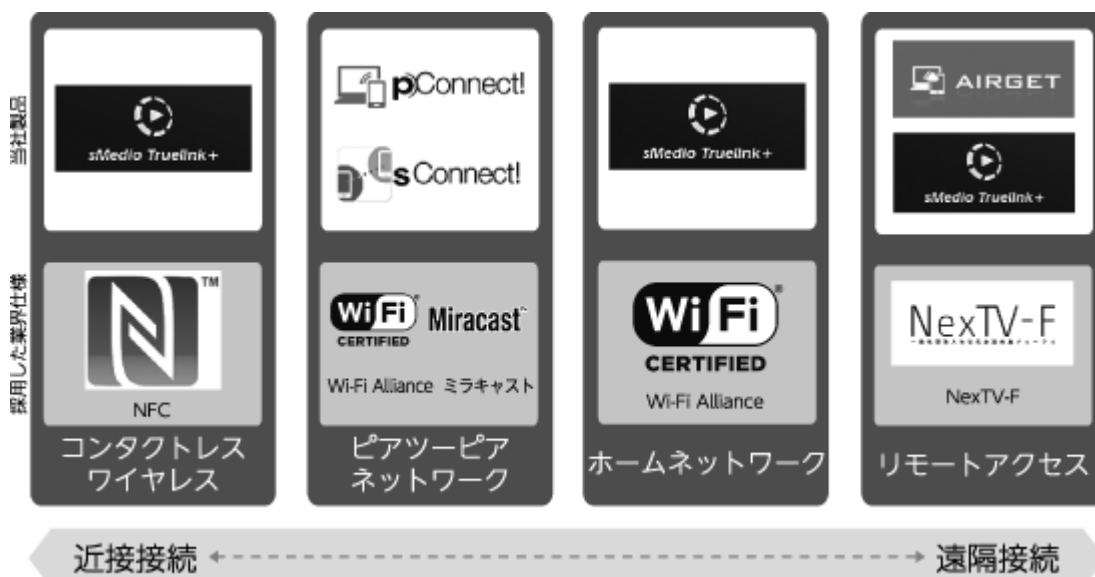 当社製品
sMedio Truelink+
pConnect!
sConnect!
sMedio Truelink+
AIRGET
sMedio Truelink+
採用した業界仕様
N
TM
NFC
Wi Fi
CERTIFIED
Miracast
Wi-Fi Alliance ミラキャスト
Wi Fi
CERTIFIED
Wi-Fi Alliance
NexTV-F
NexTV-F
コンタクトレス
ワイヤレス
ピアツーピア
ネットワーク
ホームネットワーク
リモートアクセス
近接接続
遠隔接続